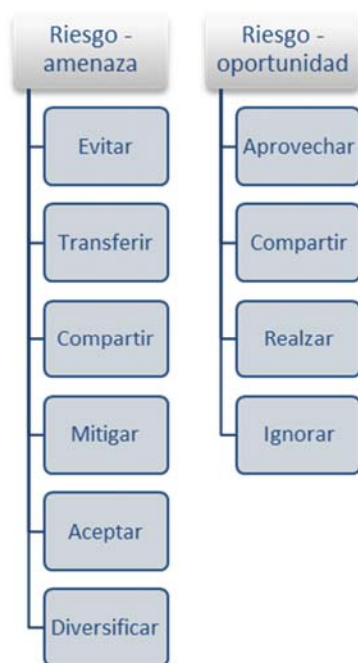 Riesgo -
amenaza
Evitar
Transferir
Compartir
Mitigar
Aceptar
Diversificar
Riesgo -
oportunidad
Aprovechar
Compartir
Realzar
Ignorar